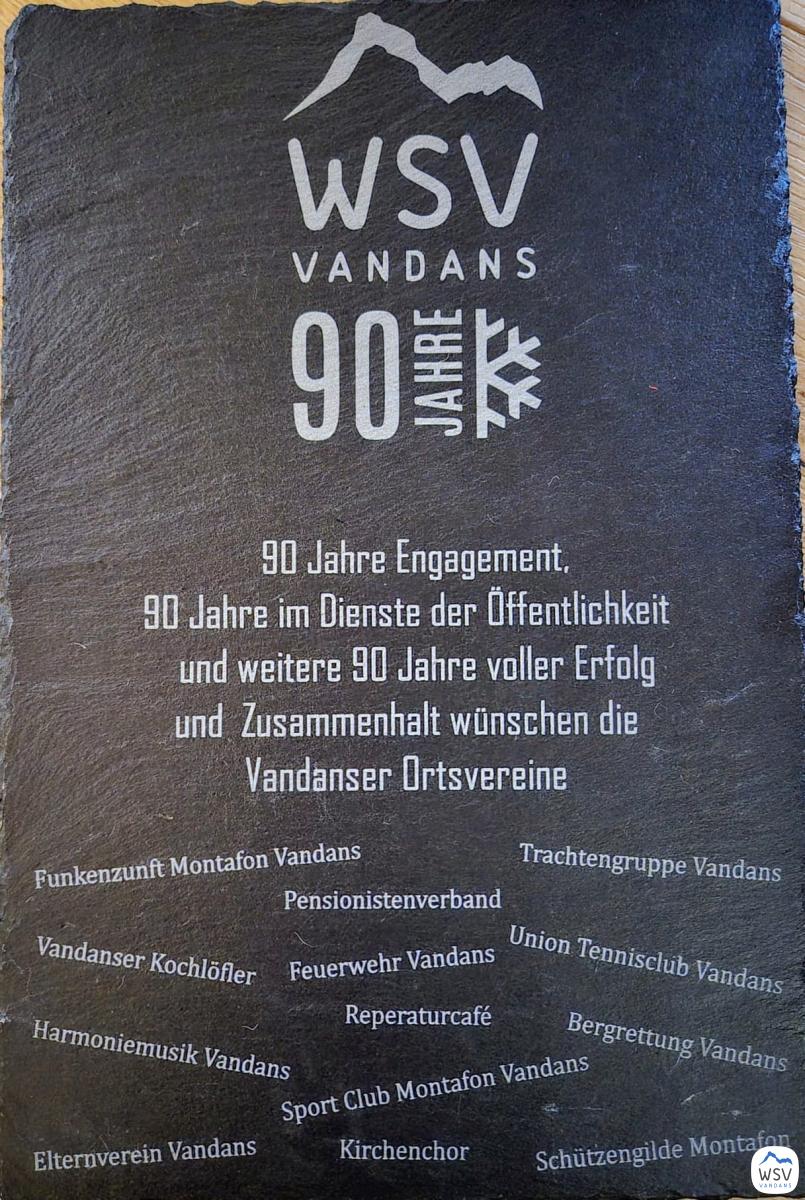 WSV
VANDANS
90 JAHRE
90 Jahre Engagement,
90 Jahre im Dienste der Öffentlichkeit
und weitere 90 Jahre voller Erfolg
und Zusammenhalt wünschen die
Vandanser Ortsvereine
Funkenzunft Montafon Vandans
Trachtengruppe Vandans
Pensionistenverband
Vandanser Kochlöfler
Feuerwehr Vandans
Union Tennisclub Vandans
Reperaturcafé
Harmoniemusik Vandans
Bergrettung Vandans
Sport Club Montafon Vandans
Elternverein Vandans
Kirchenchor
Schützengilde Montafon
WSV
VANDANS